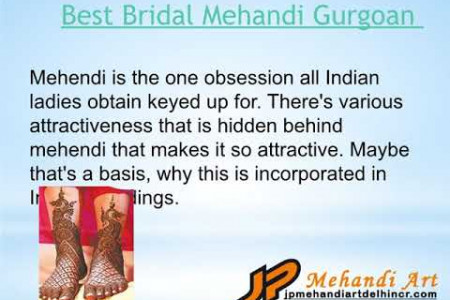 Best Bridal Mehandi Gurgoan
Mehendi is the one obsession all Indian
ladies obtain keyed up for. There's various
attractiveness that is hidden behind
mehendi that makes it so attractive. Maybe
that's a basis, why this is incorporated in
dings.
JP Mehandi Art
jpmehandiartdelhincr.com